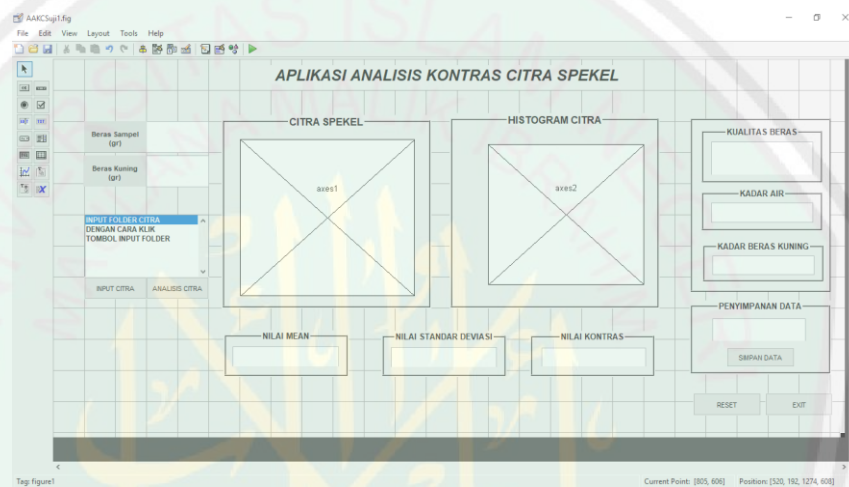 AAKCSuji1.fig
File Edit View Layout Tools Help
APLIKASI ANALISIS KONTRAS CITRA SPEKEL
Beras Sampel
(gr)
Beras Kuning
(gr)
INPUT FOLDER CITRA
DENGAN CARA KLIK
TOMBOL INPUT FOLDER
INPUT CITRA ANALISIS CITRA
CITRA SPEKEL
axes1
HISTOGRAM CITRA
axes2
KUALITAS BERAS
KADAR AIR
KADAR BERAS KUNING
NILAI MEAN
NILAI STANDAR DEVIASI
NILAI KONTRAS
PENYIMPANAN DATA
SIMPAN DATA
RESET EXIT
Tag: figure1 Current Point: [805, 606] Position: [520, 192, 1274, 608]